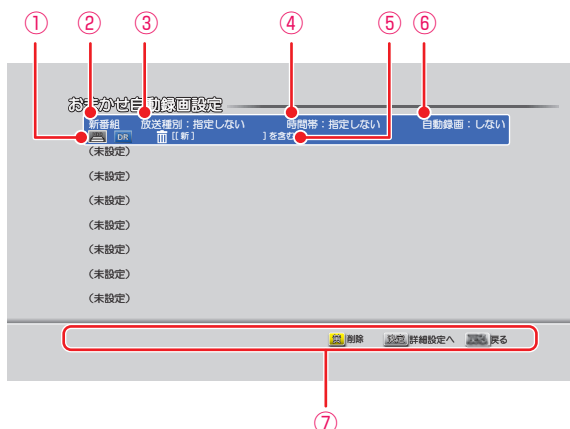 ① ② ③ ④ ⑤ ⑥
おまかせ自動録画設定
新番組 放送種別：指定しない 時間帯：指定しない 自動録画：しない
DR [[新] ]を含む
(未設定)
(未設定)
(未設定)
(未設定)
(未設定)
(未設定)
(未設定)
削除 決定 詳細設定へ 戻る
⑦